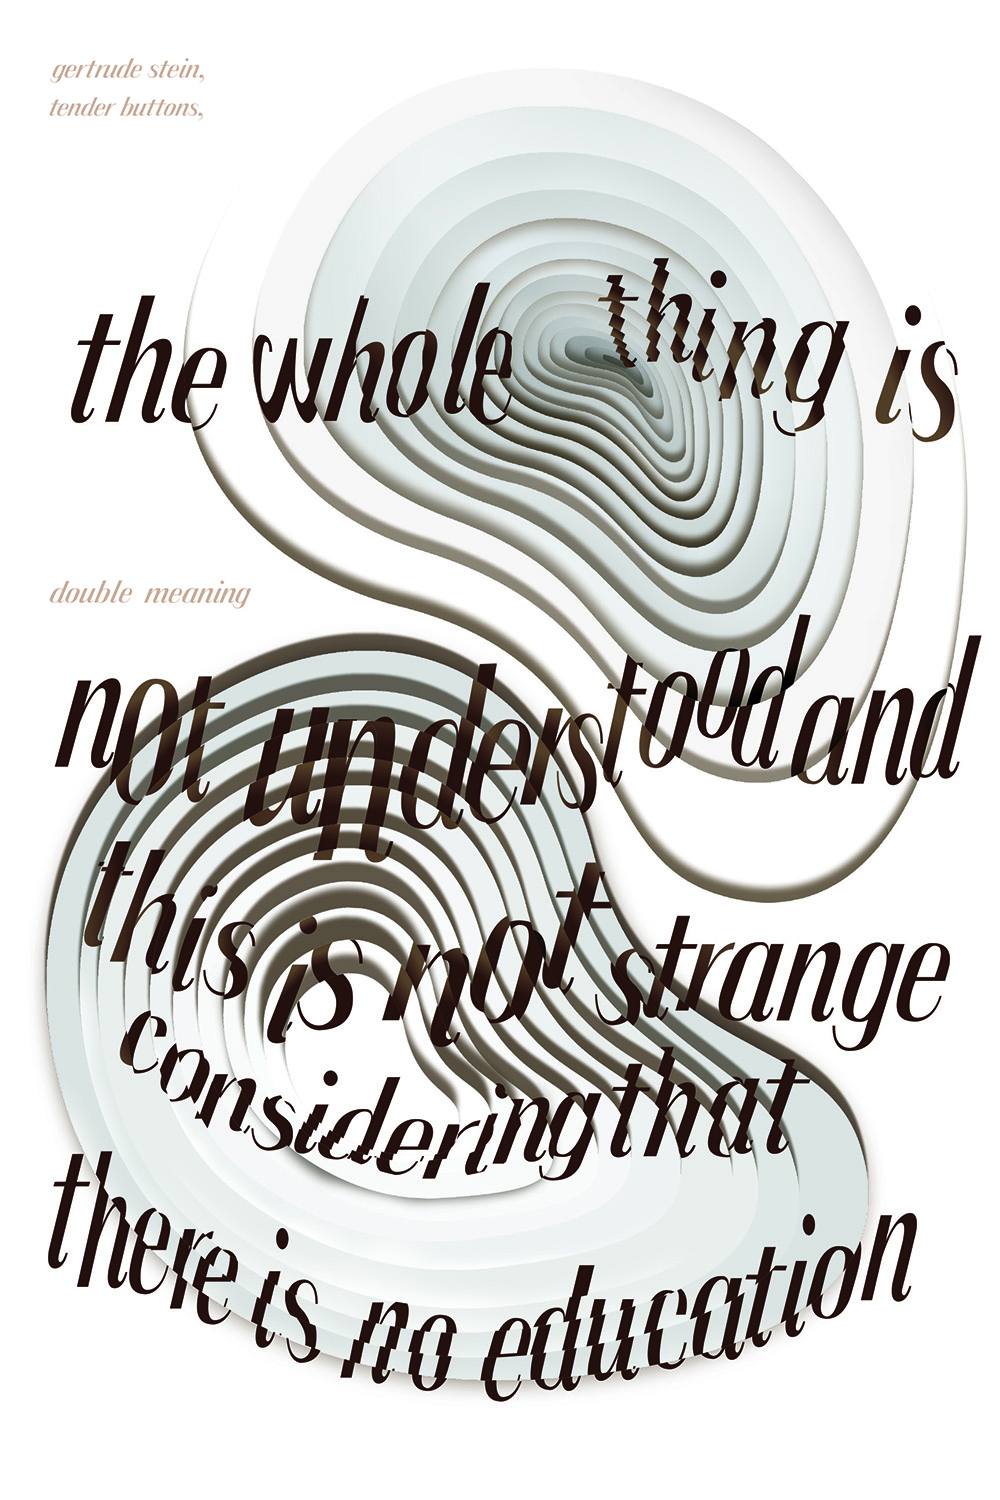 gertrude stein,
tender buttons,
the whole thing is
double meaning
not understood and
this is not strange
considering that
there is no education